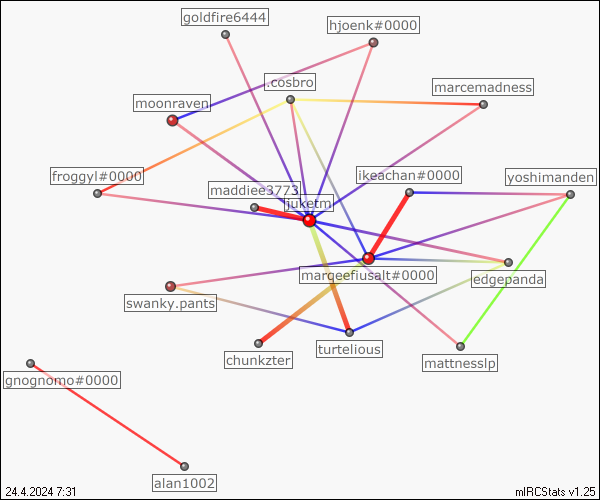 goldfire6444
hjoenk#0000
.cosbro
marcemadness
moonraven
froggyl#0000
ikeachan#0000
yoshimanden
maddiee3773
juketm
marqeefiusalt#0000
edgepanda
swanky.pants
turtelious
chunkzter
mattnesslp
gnognomo#0000
alan1002
24.4.2024 7:31
mIRCStats v1.25